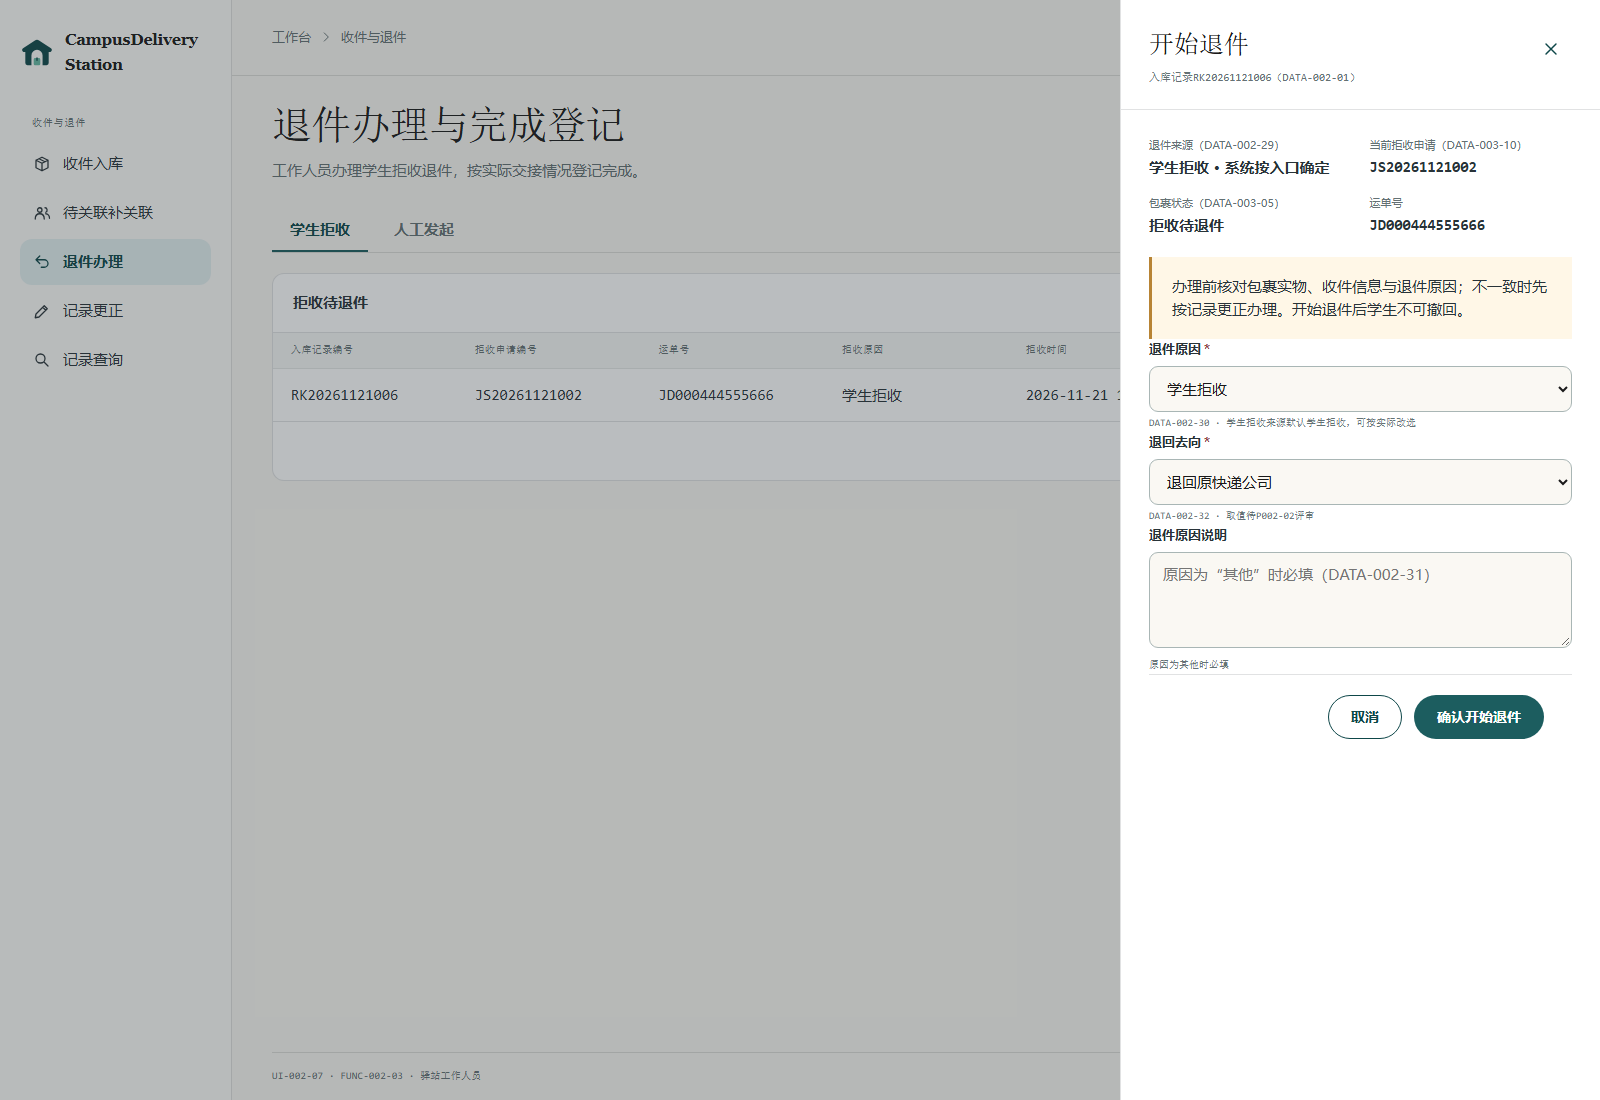 CampusDelivery
Station
收件与退件
收件入库
待关联补关联
退件办理
记录更正
记录查询
工作台 > 收件与退件
退件办理与完成登记
工作人员办理学生拒收退件，按实际交接情况登记完成。
学生拒收 人工发起
拒收待退件
入库记录编号 拒收申请编号 运单号 拒收原因 拒收时间
RK20261121006 JS20261121002 JD000444555666 学生拒收 2026-11-21
UI-002-07 · FUNC-002-03 · 驿站工作人员
开始退件
入库记录RK20261121006（DATA-002-01）
退件来源（DATA-002-29） 当前拒收申请（DATA-003-10）
学生拒收 • 系统按入口确定 JS20261121002
包裹状态（DATA-003-05） 运单号
拒收待退件 JD000444555666
办理前核对包裹实物、收件信息与退件原因；不一致时先
按记录更正办理。开始退件后学生不可撤回。
退件原因 *
学生拒收
DATA-002-30 · 学生拒收来源默认学生拒收，可按实际改选
退回去向 *
退回原快递公司
DATA-002-32 · 取值待P002-02评审
退件原因说明
原因为“其他”时必填（DATA-002-31）
原因为其他时必填
取消 确认开始退件